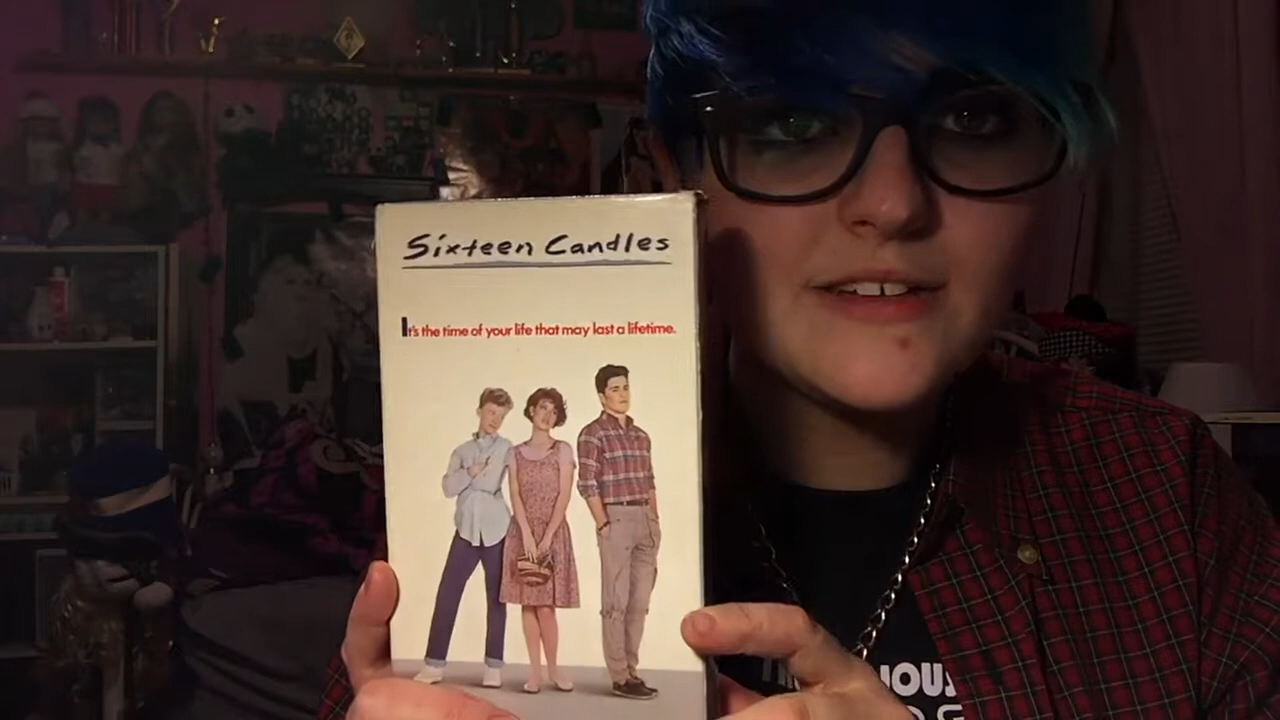 Sixteen Candles
It's the time of your life that may last a lifetime.